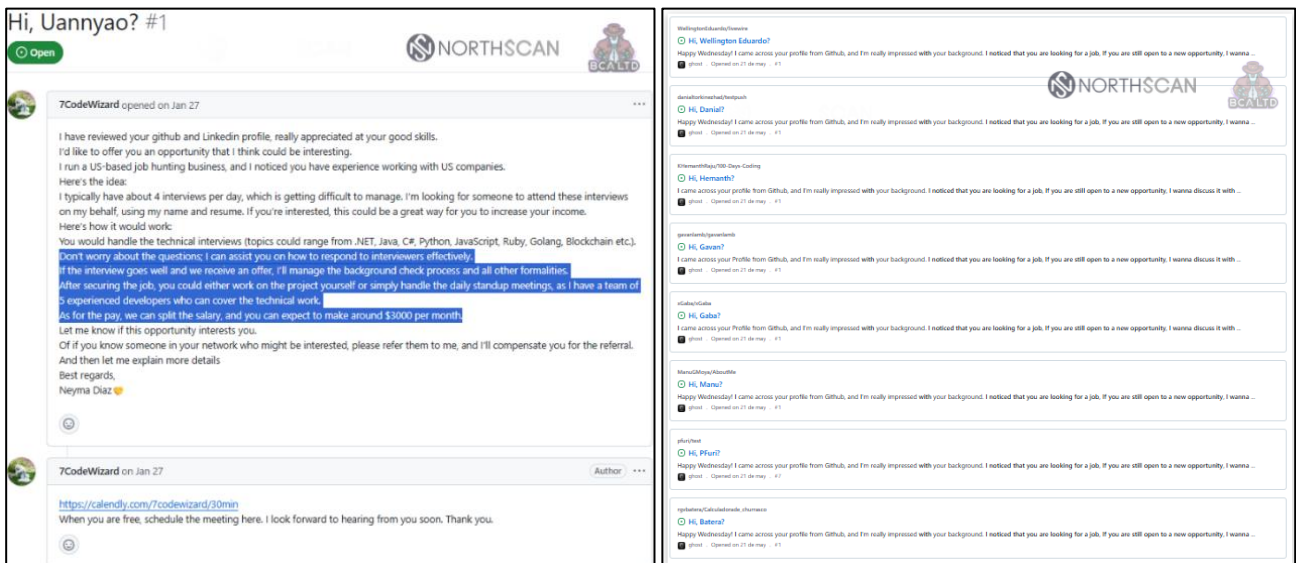 Hi, Uannyao? #1
Open
NORTHSCAN
BCA LTD
7CodeWizard opened on Jan 27
I have reviewed your github and Linkedin profile, really appreciated at your good skills.
I'd like to offer you an opportunity that I think could be interesting.
I run a US-based job hunting business, and I noticed you have experience working with US companies.
Here's the idea:
I typically have about 4 interviews per day, which is getting difficult to manage. I'm looking for someone to attend these interviews
on my behalf, using my name and resume. If you're interested, this could be a great way for you to increase your income.
Here's how it would work:
You would handle the technical interviews (topics could range from .NET, Java, C#, Python, JavaScript, Ruby, Golang, Blockchain etc.).
Don't worry about the questions; I can assist you on how to respond to interviewers effectively.
If the interview goes well and we receive an offer, I'll manage the background check process and all other formalities.
After securing the job, you could either work on the project yourself or simply handle the daily standup meetings, as I have a team of
5 experienced developers who can cover the technical work.
As for the pay, we can split the salary, and you can expect to make around $3000 per month.
Let me know if this opportunity interests you.
Of if you know someone in your network who might be interested, please refer them to me, and I'll compensate you for the referral.
And then let me explain more details
Best regards,
Neyma Diaz
7CodeWizard on Jan 27
Author
https://calendly.com/7codewizard/30min
When you are free, schedule the meeting here. I look forward to hearing from you soon. Thank you.
WellingtonEduardo/
Hi, Wellington Eduardo?
Happy Wednesday! I came across your profile from Github, and I'm really impressed with your background. I noticed that you are looking for a job, If you are still open to a new opportunity, I wanna ...
ghost . Opened on 21 de may . #1
NORTHSCAN
BCA LTD
danialtorkinezhad/testpush
Hi, Danial?
Happy Wednesday! I came across your profile from Github, and I'm really impressed with your background. I noticed that you are looking for a job, If you are still open to a new opportunity, I wanna ...
ghost . Opened on 21 de may . #1
KHemanthRaju/100-Days-Coding
Hi, Hemanth?
I came across your profile from Github, and I'm really impressed with your background. I noticed that you are looking for a job, If you are still open to a new opportunity, I wanna discuss it with ...
ghost . Opened on 21 de may . #1
gavanlamb/gavanlamb
Hi, Gavan?
I came across your Profile from Github, and I'm really impressed with your background. I noticed that you are looking for a job, If you are still open to a new opportunity, I wanna discuss it with ...
ghost . Opened on 21 de may . #1
xGaba/xGaba
Hi, Gaba?
I came across your Profile from Github, and I'm really impressed with your background. I noticed that you are looking for a job, If you are still open to a new opportunity, I wanna discuss it with ...
ghost . Opened on 21 de may . #1
ManuGMoya/AboutMe
Hi, Manu?
Happy Wednesday! I came across your profile from Github, and I'm really impressed with your background. I noticed that you are looking for a job, If you are still open to a new opportunity, I wanna ...
ghost . Opened on 21 de may . #1
pfuri/test
Hi, PFuri?
Happy Wednesday! I came across your profile from Github, and I'm really impressed with your background. I noticed that you are looking for a job, If you are still open to a new opportunity, I wanna ...
ghost . Opened on 21 de may .
Hi, Batera?
Happy Wednesday! I came across your profile from Github, and I'm really impressed with your background. I noticed that you are looking for a job, If you are still open to a new opportunity, I wanna ...
ghost . Opened on 21 de may . #1